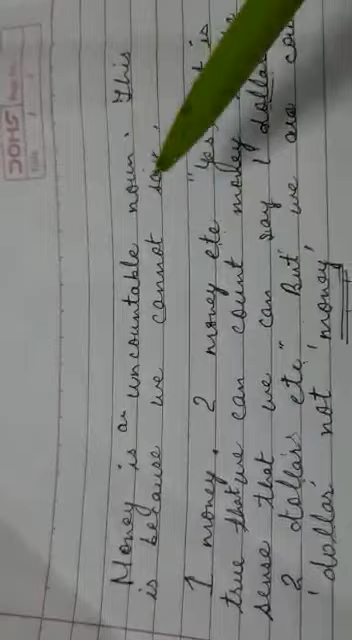 DOMS
Money is an uncountable noun. This
is because we cannot say,
1 money. 2 money etc "Yes, is
true that we can count money
sense that we can say 1 dollar
2 dollars etc" But we are cou
'dollar' not 'money